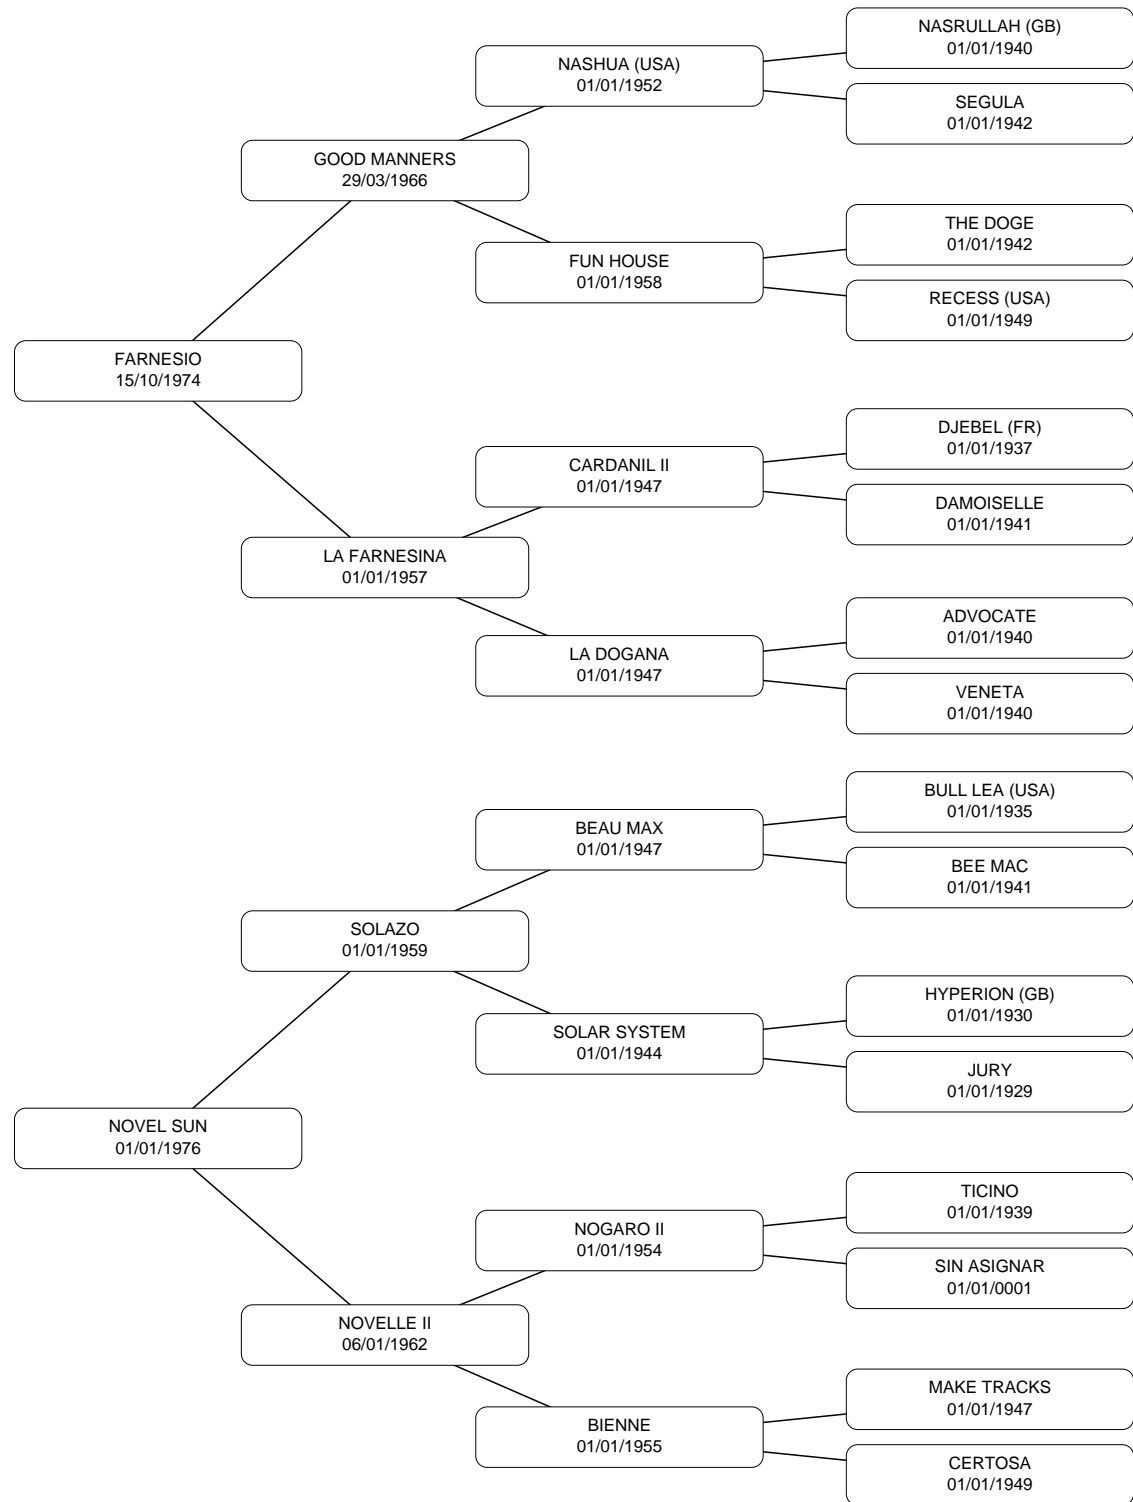 NASRULLAH (GB)
01/01/1940
NASHUA (USA)
01/01/1952
SEGULA
01/01/1942
GOOD MANNERS
29/03/1966
THE DOGE
01/01/1942
FUN HOUSE
01/01/1958
RECESS (USA)
01/01/1949
FARNESIO
15/10/1974
DJEBEL (FR)
01/01/1937
CARDANIL II
01/01/1947
DAMOISELLE
01/01/1941
LA FARNESINA
01/01/1957
ADVOCATE
01/01/1940
LA DOGANA
01/01/1947
VENETA
01/01/1940
BULL LEA (USA)
01/01/1935
BEAU MAX
01/01/1947
BEE MAC
01/01/1941
SOLAZO
01/01/1959
HYPERION (GB)
01/01/1930
SOLAR SYSTEM
01/01/1944
JURY
01/01/1929
NOVEL SUN
01/01/1976
TICINO
01/01/1939
NOGARO II
01/01/1954
SIN ASIGNAR
01/01/0001
NOVELLE II
06/01/1962
MAKE TRACKS
01/01/1947
BIENNE
01/01/1955
CERTOSA
01/01/1949